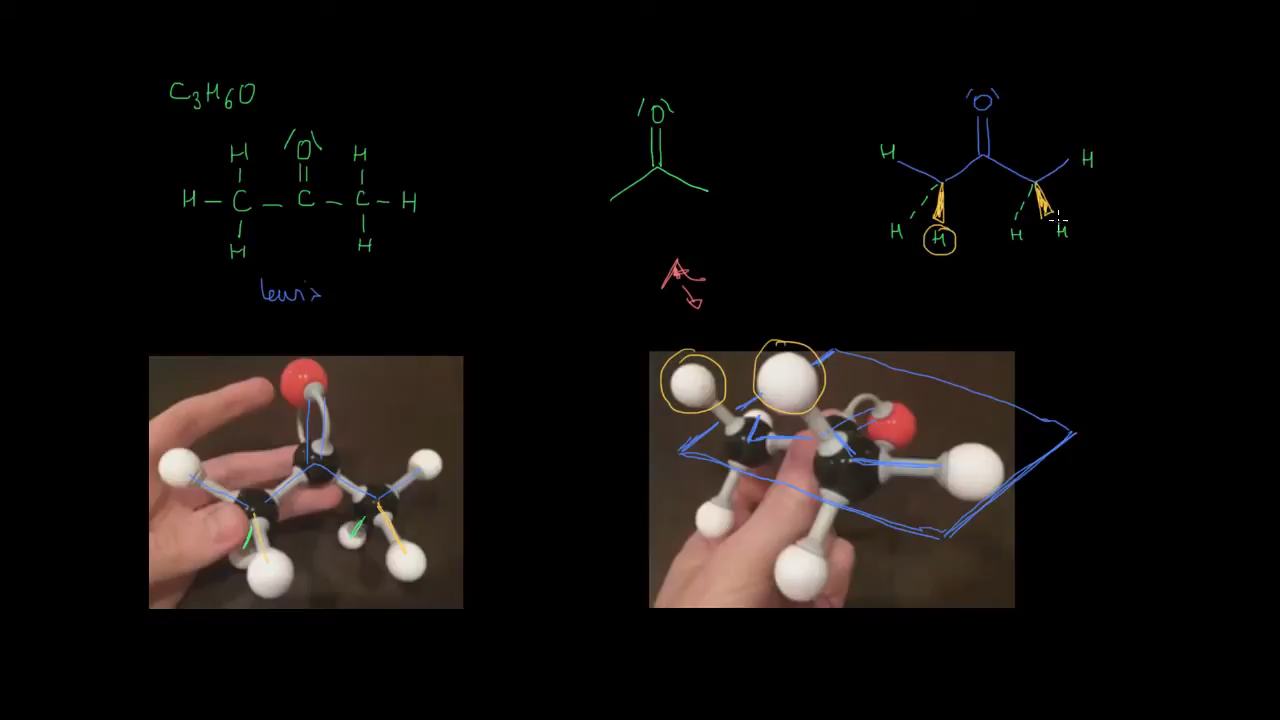 C₃H₆O
H O H
H – C – C – C – H
H H
lewis
O
O
H H
H H H H